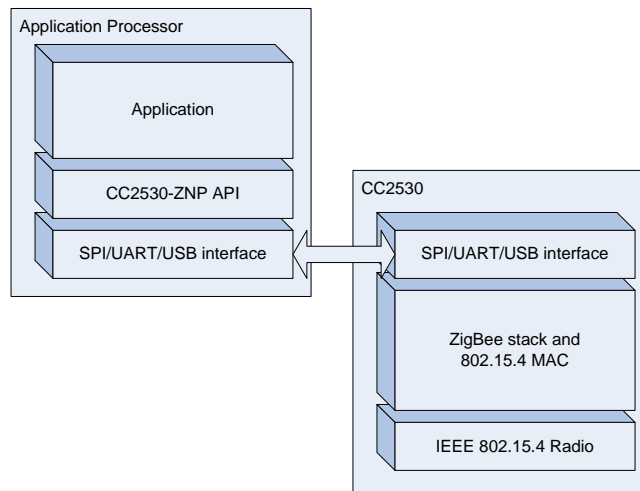 Application Processor
Application
CC2530-ZNP API
SPI/UART/USB interface
CC2530
SPI/UART/USB interface
ZigBee stack and
802.15.4 MAC
IEEE 802.15.4 Radio